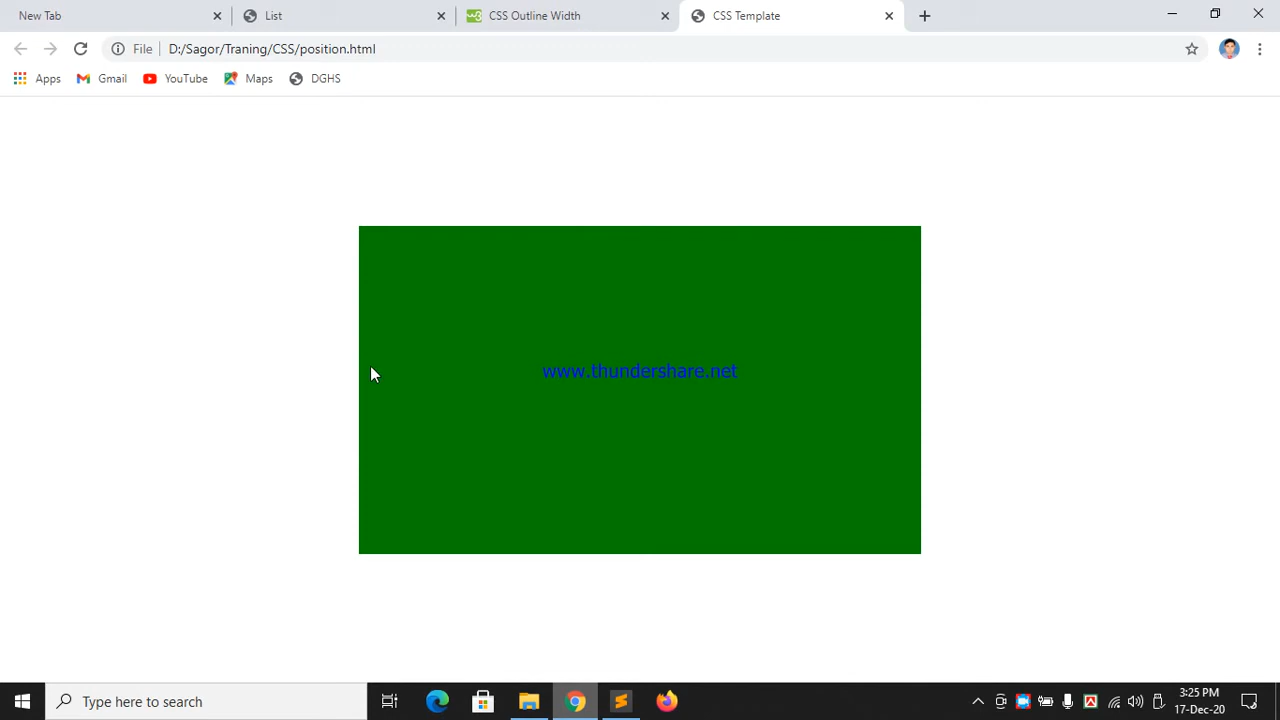 New Tab
List
CSS Outline Width
CSS Template
File
D:/Sagor/Traning/CSS/position.html
Apps
Gmail
YouTube
Maps
DGHS
www.thundershare.net
Type here to search
3:25 PM
17-Dec-20